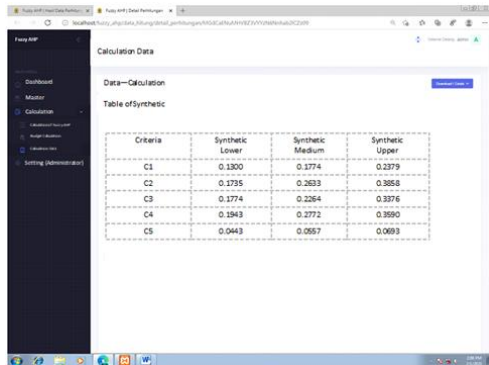 Fuzzy AHP
Calculation Data
Dashboard
Master
Calculation
Setting (Administrator)
Data—Calculation
Table of Synthetic
Criteria Synthetic Lower Synthetic Medium Synthetic Upper
C1 0.1300 0.1774 0.2379
C2 0.1735 0.2633 0.3858
C3 0.1774 0.2264 0.3376
C4 0.1943 0.2772 0.3590
C5 0.0443 0.0557 0.0693